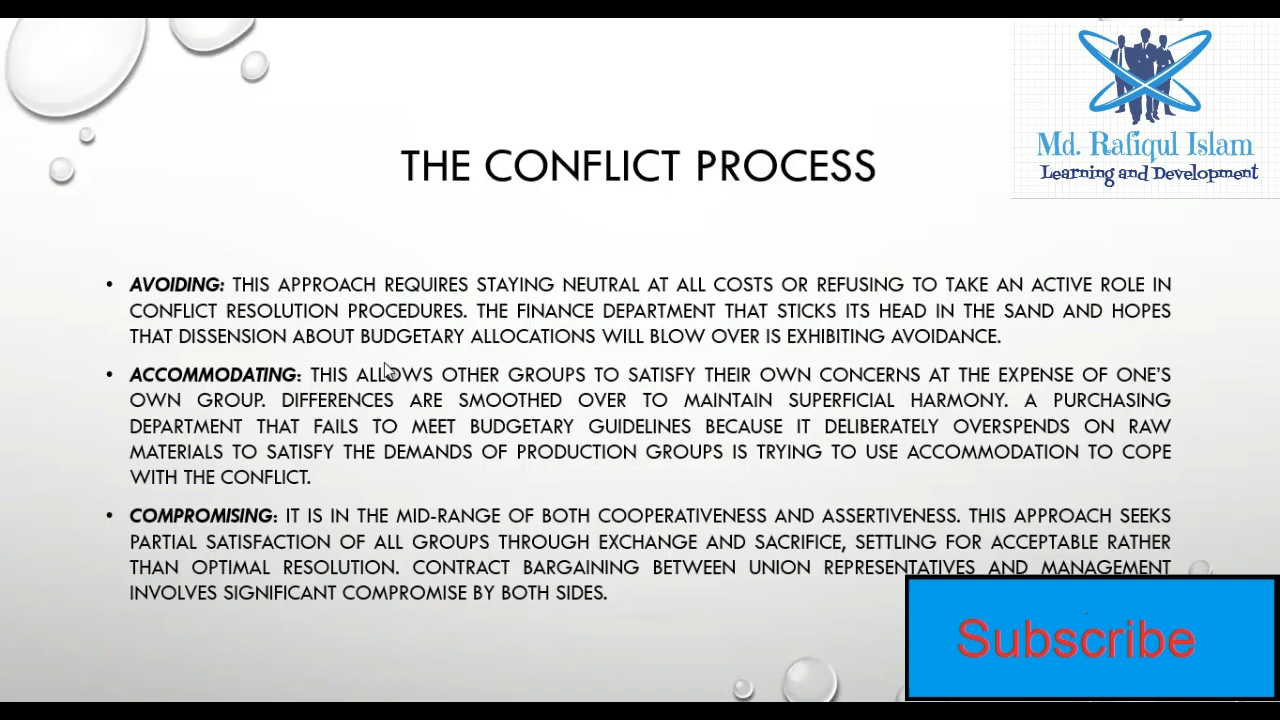 Md. Rafiqul Islam
Learning and Development
THE CONFLICT PROCESS
• AVOIDING: THIS APPROACH REQUIRES STAYING NEUTRAL AT ALL COSTS OR REFUSING TO TAKE AN ACTIVE ROLE IN
CONFLICT RESOLUTION PROCEDURES. THE FINANCE DEPARTMENT THAT STICKS ITS HEAD IN THE SAND AND HOPES
THAT DISSENSION ABOUT BUDGETARY ALLOCATIONS WILL BLOW OVER IS EXHIBITING AVOIDANCE.
• ACCOMMODATING: THIS ALLOWS OTHER GROUPS TO SATISFY THEIR OWN CONCERNS AT THE EXPENSE OF ONE'S
OWN GROUP. DIFFERENCES ARE SMOOTHED OVER TO MAINTAIN SUPERFICIAL HARMONY. A PURCHASING
DEPARTMENT THAT FAILS TO MEET BUDGETARY GUIDELINES BECAUSE IT DELIBERATELY OVERSPENDS ON RAW
MATERIALS TO SATISFY THE DEMANDS OF PRODUCTION GROUPS IS TRYING TO USE ACCOMMODATION TO COPE
WITH THE CONFLICT.
• COMPROMISING: IT IS IN THE MID-RANGE OF BOTH COOPERATIVENESS AND ASSERTIVENESS. THIS APPROACH SEEKS
PARTIAL SATISFACTION OF ALL GROUPS THROUGH EXCHANGE AND SACRIFICE, SETTLING FOR ACCEPTABLE RATHER
THAN OPTIMAL RESOLUTION. CONTRACT BARGAINING BETWEEN UNION REPRESENTATIVES AND MANAGEMENT
INVOLVES SIGNIFICANT COMPROMISE BY BOTH SIDES.
Subscribe